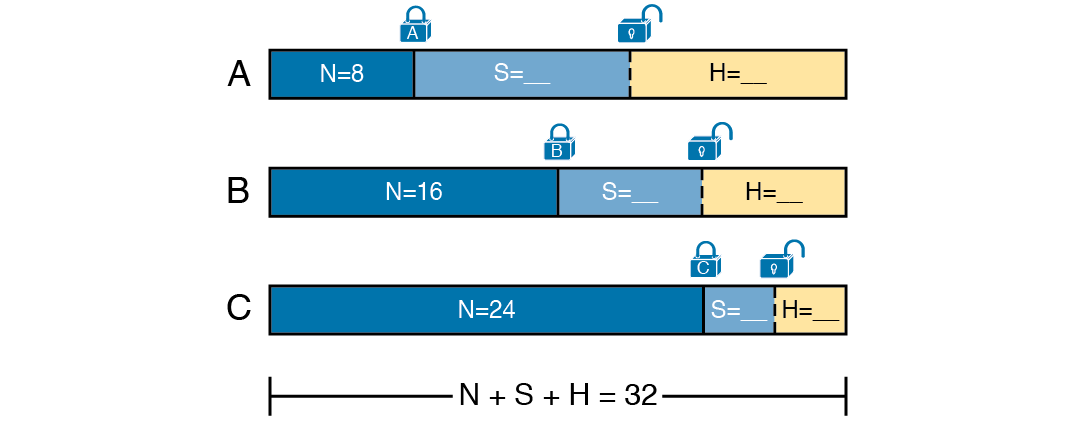 A
A N=8 S=__ H=__
B
B N=16 S=__ H=__
C
C N=24 S=__ H=__
N + S + H = 32